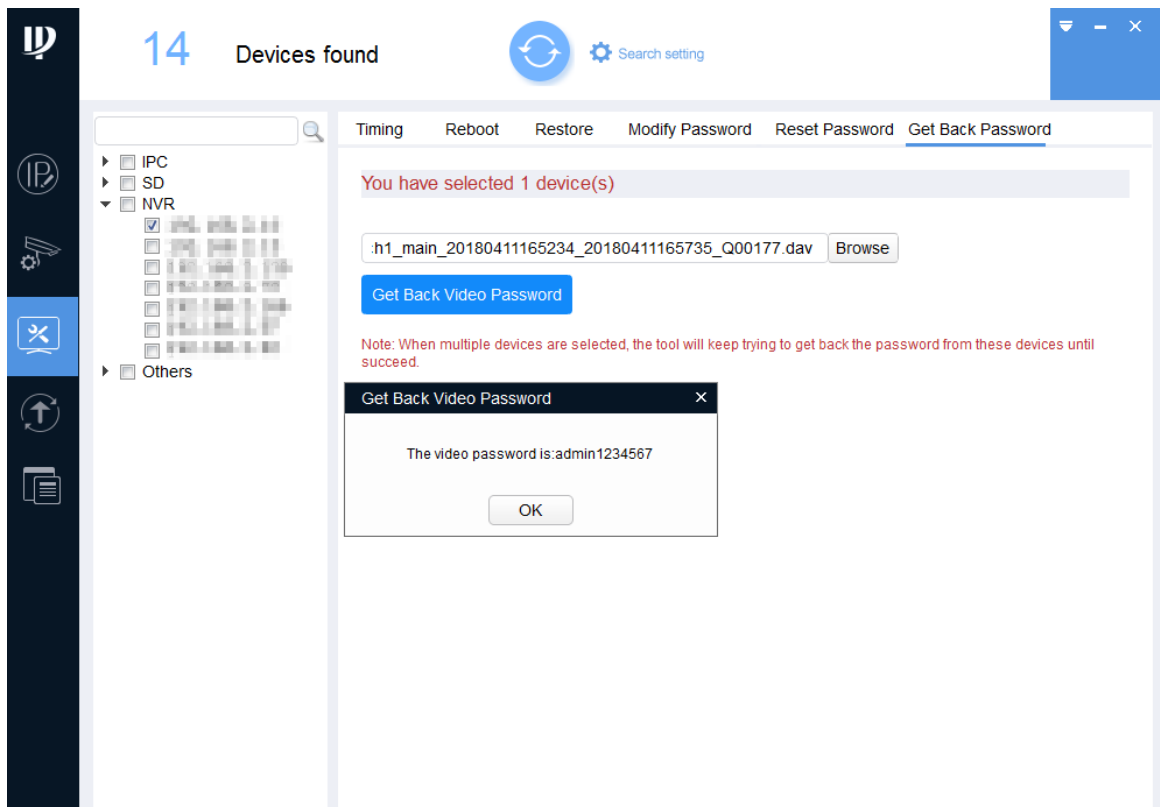 14 Devices found Search setting
Timing Reboot Restore Modify Password Reset Password Get Back Password
IPC
SD
NVR
Others
You have selected 1 device(s)
h1_main_20180411165234_20180411165735_Q00177.dav Browse
Get Back Video Password
Note: When multiple devices are selected, the tool will keep trying to get back the password from these devices until
succeed.
Get Back Video Password
The video password is:admin1234567
OK